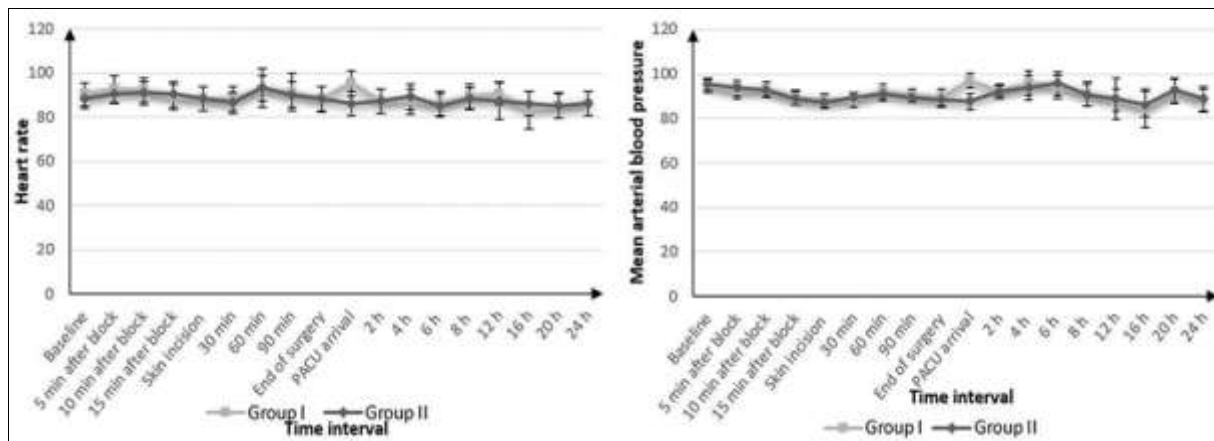 Heart rate
120
100
80
60
40
20
0
Baseline
5 min after block
10 min after block
15 min after block
Skin incision
30 min
60 min
90 min
End of surgery
PACU arrival
2 h
4 h
6 h
8 h
12 h
16 h
20 h
24 h
Group I
Group II
Time interval
Mean arterial blood pressure
120
100
80
60
40
20
0
Baseline
5 min after block
10 min after block
15 min after block
Skin incision
30 min
60 min
90 min
End of surgery
PACU arrival
2 h
4 h
6 h
8 h
12 h
16 h
20 h
24 h
Time interval
Group I
Group II